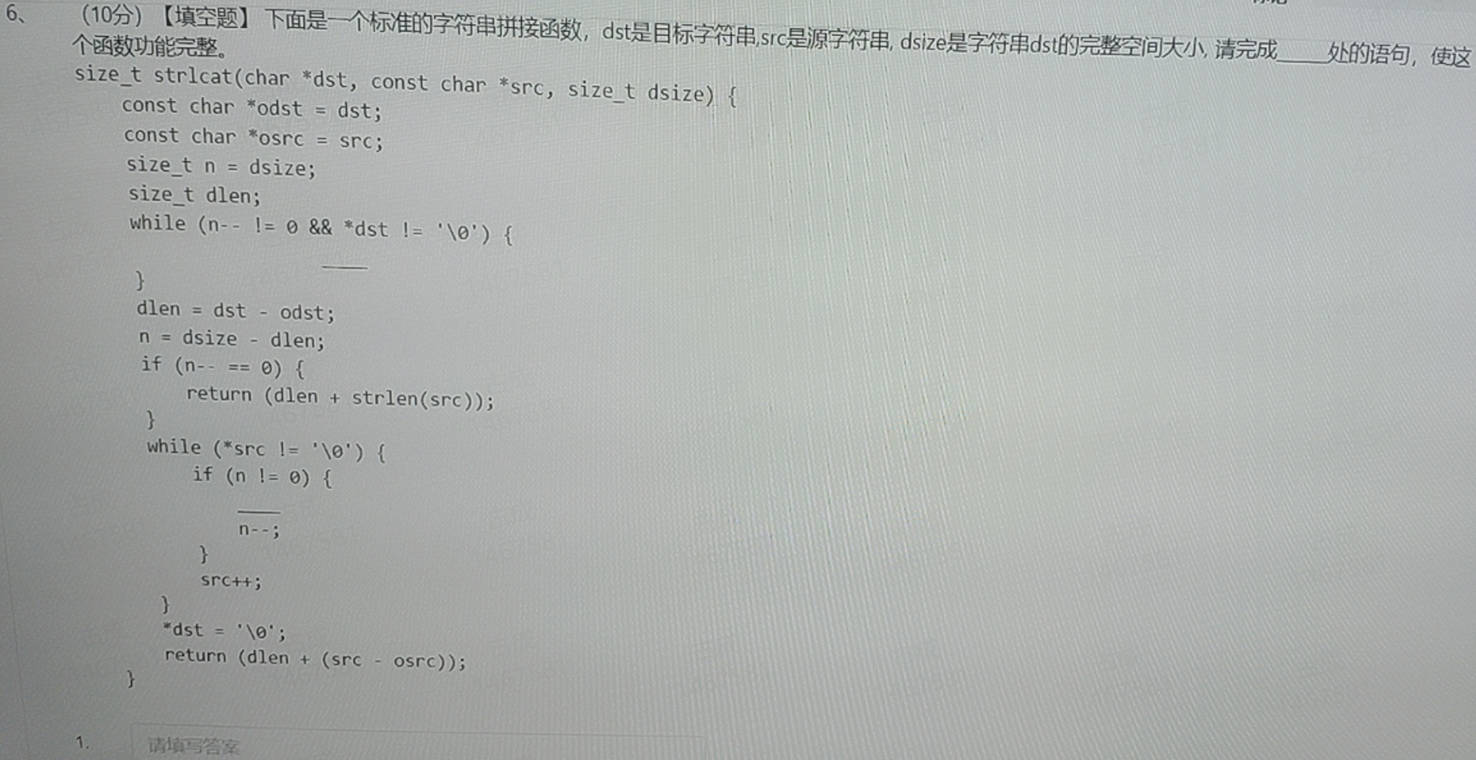 6、 （10分）【填空题】 下面是一个标准的字符串拼接函数，dst是目标字符串,src是源字符串, dsize是字符串dst的完整空间大小, 请完成_____处的语句，使这
个函数功能完整。
size_t strlcat(char *dst, const char *src, size_t dsize) {
const char *odst = dst;
const char *osrc = src;
size_t n = dsize;
size_t dlen;
while (n-- != 0 && *dst != '\0') {
____
}
dlen = dst - odst;
n = dsize - dlen;
if (n-- == 0) {
return (dlen + strlen(src));
}
while (*src != '\0') {
if (n != 0) {
____
n--;
}
src++;
}
*dst = '\0';
return (dlen + (src - osrc));
}
1. 请填写答案